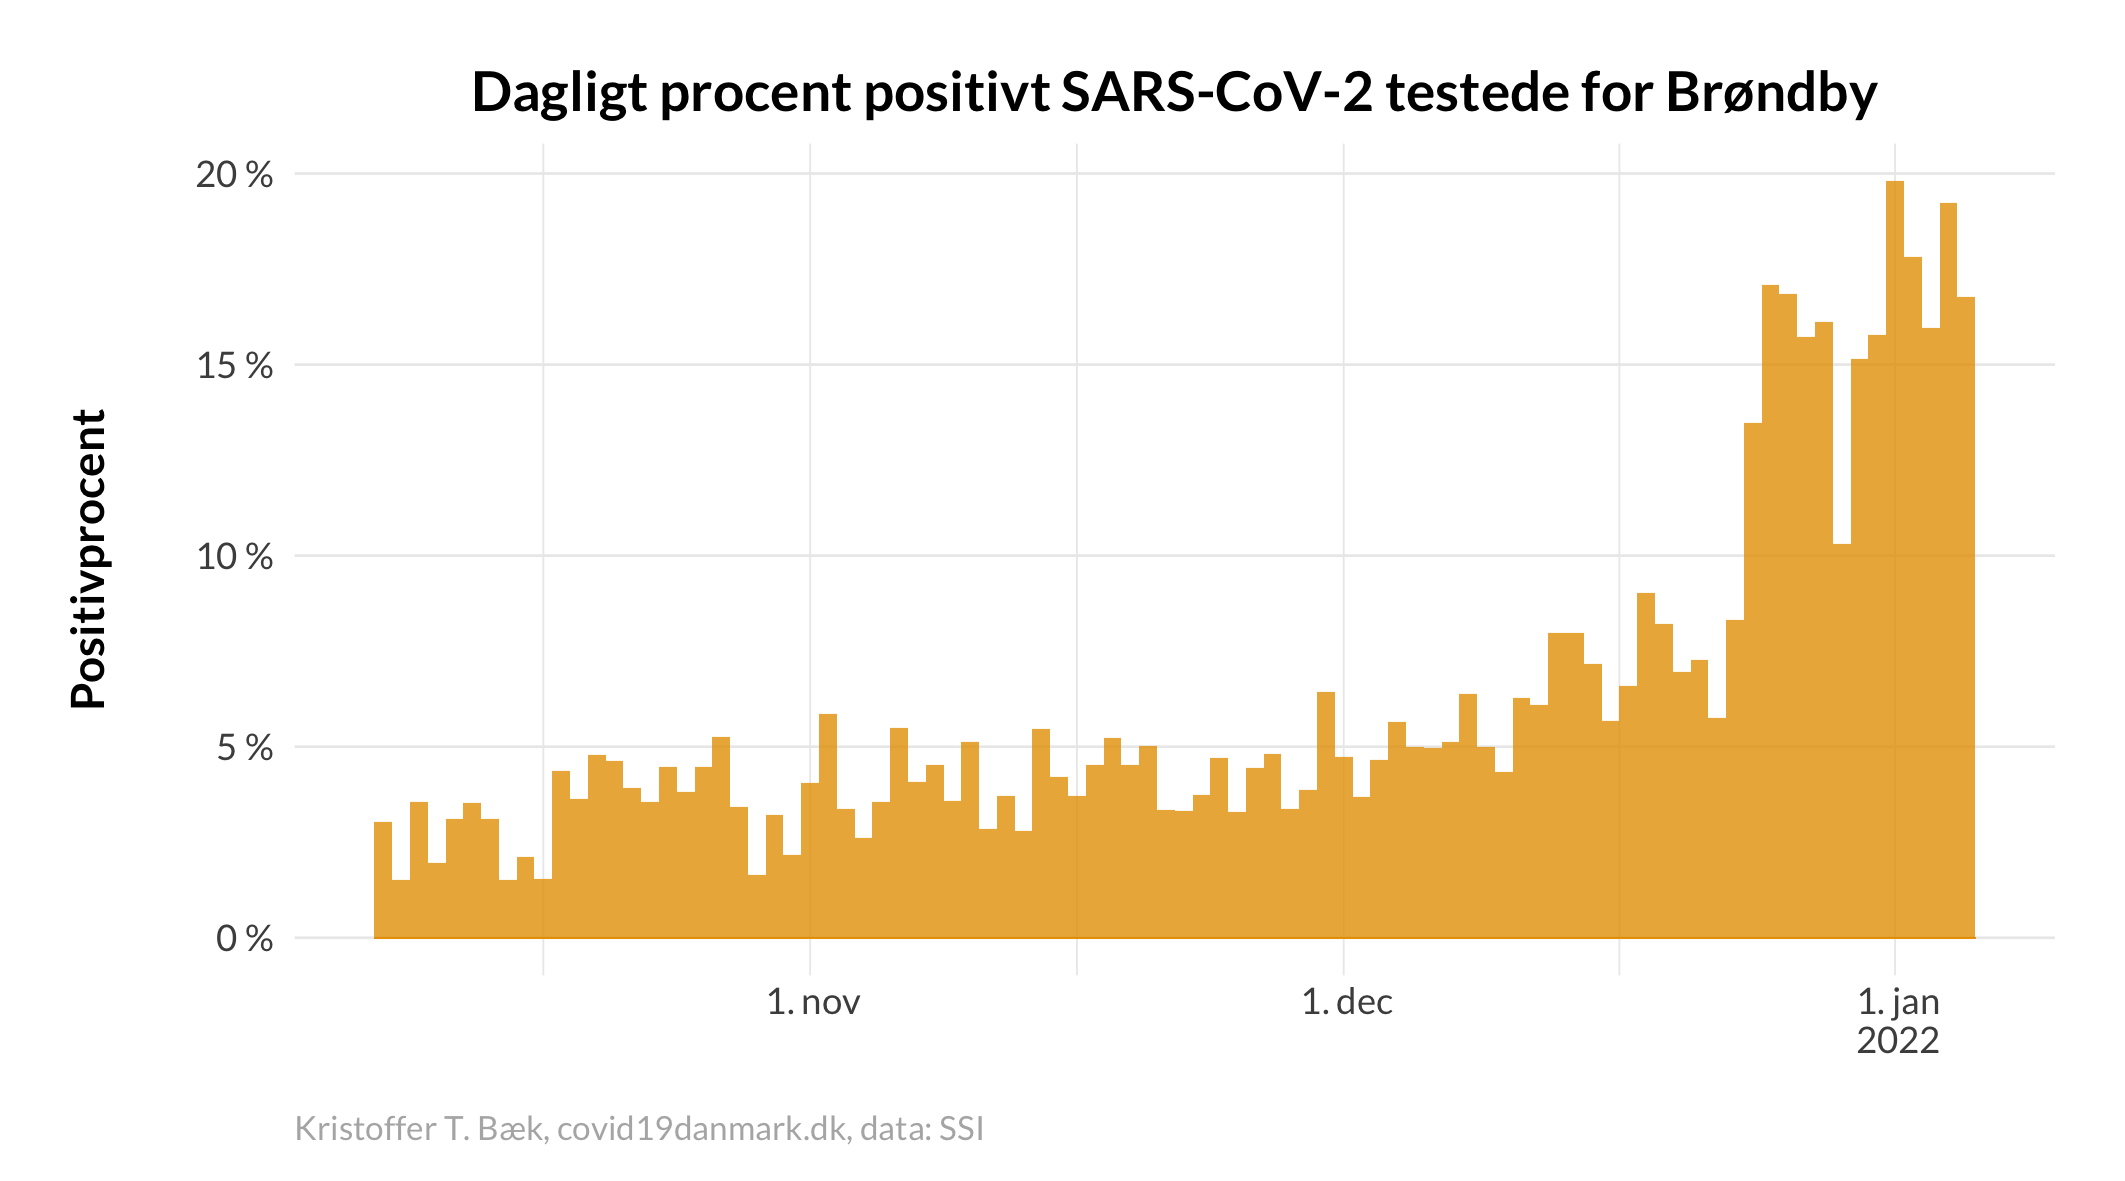 Dagligt procent positivt SARS-CoV-2 testede for Brøndby
Positivprocent
20 %
15 %
10 %
5 %
0 %
1. nov
1. dec
1. jan
2022
Kristoffer T. Bæk, covid19danmark.dk, data: SSI